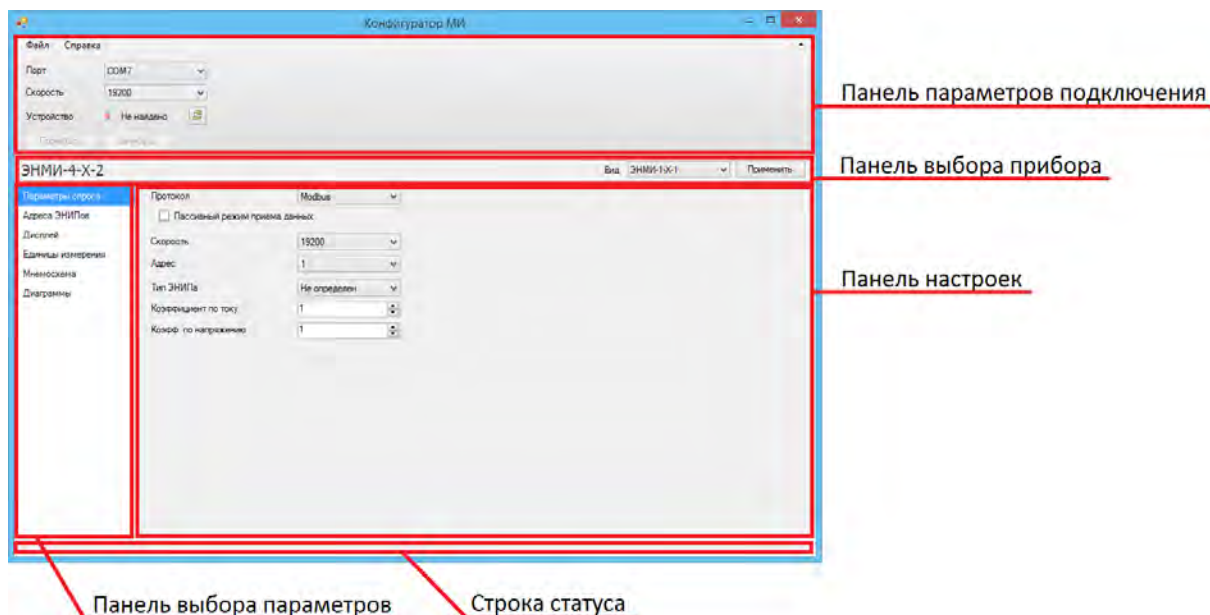 Конфигуратор МИ
Файл Справка
Порт COM7
Скорость 19200
Устройство Не найдено
Панель параметров подключения
ЭНМИ-4-X-2 Вид ЭНМИ-1-X-1 Применить
Панель выбора прибора
Параметры опроса
Адреса ЭНИПов
Дисплей
Единицы измерения
Мнемосхема
Диаграммы
Протокол Modbus
Пассивный режим приема данных
Скорость 19200
Адрес 1
Тип ЭНИПа Не определен
Коэффициент по току 1
Коэфф. по напряжению 1
Панель настроек
Панель выбора параметров
Строка статуса